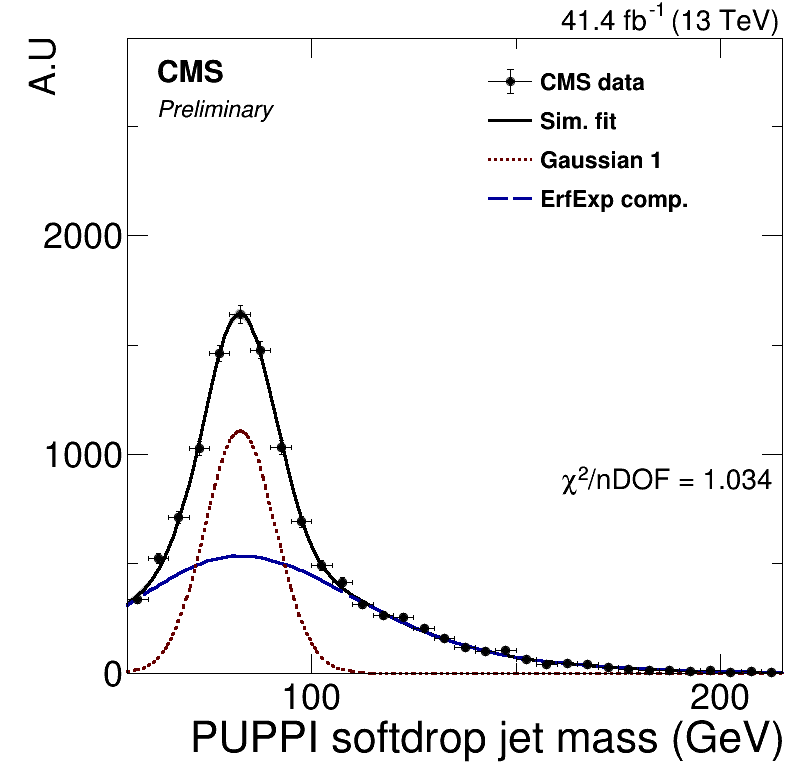 41.4 fb⁻¹ (13 TeV)
A.U
CMS
Preliminary
CMS data
Sim. fit
Gaussian 1
ErfExp comp.
2000
1000
χ²/nDOF = 1.034
0
100
200
PUPPI softdrop jet mass (GeV)